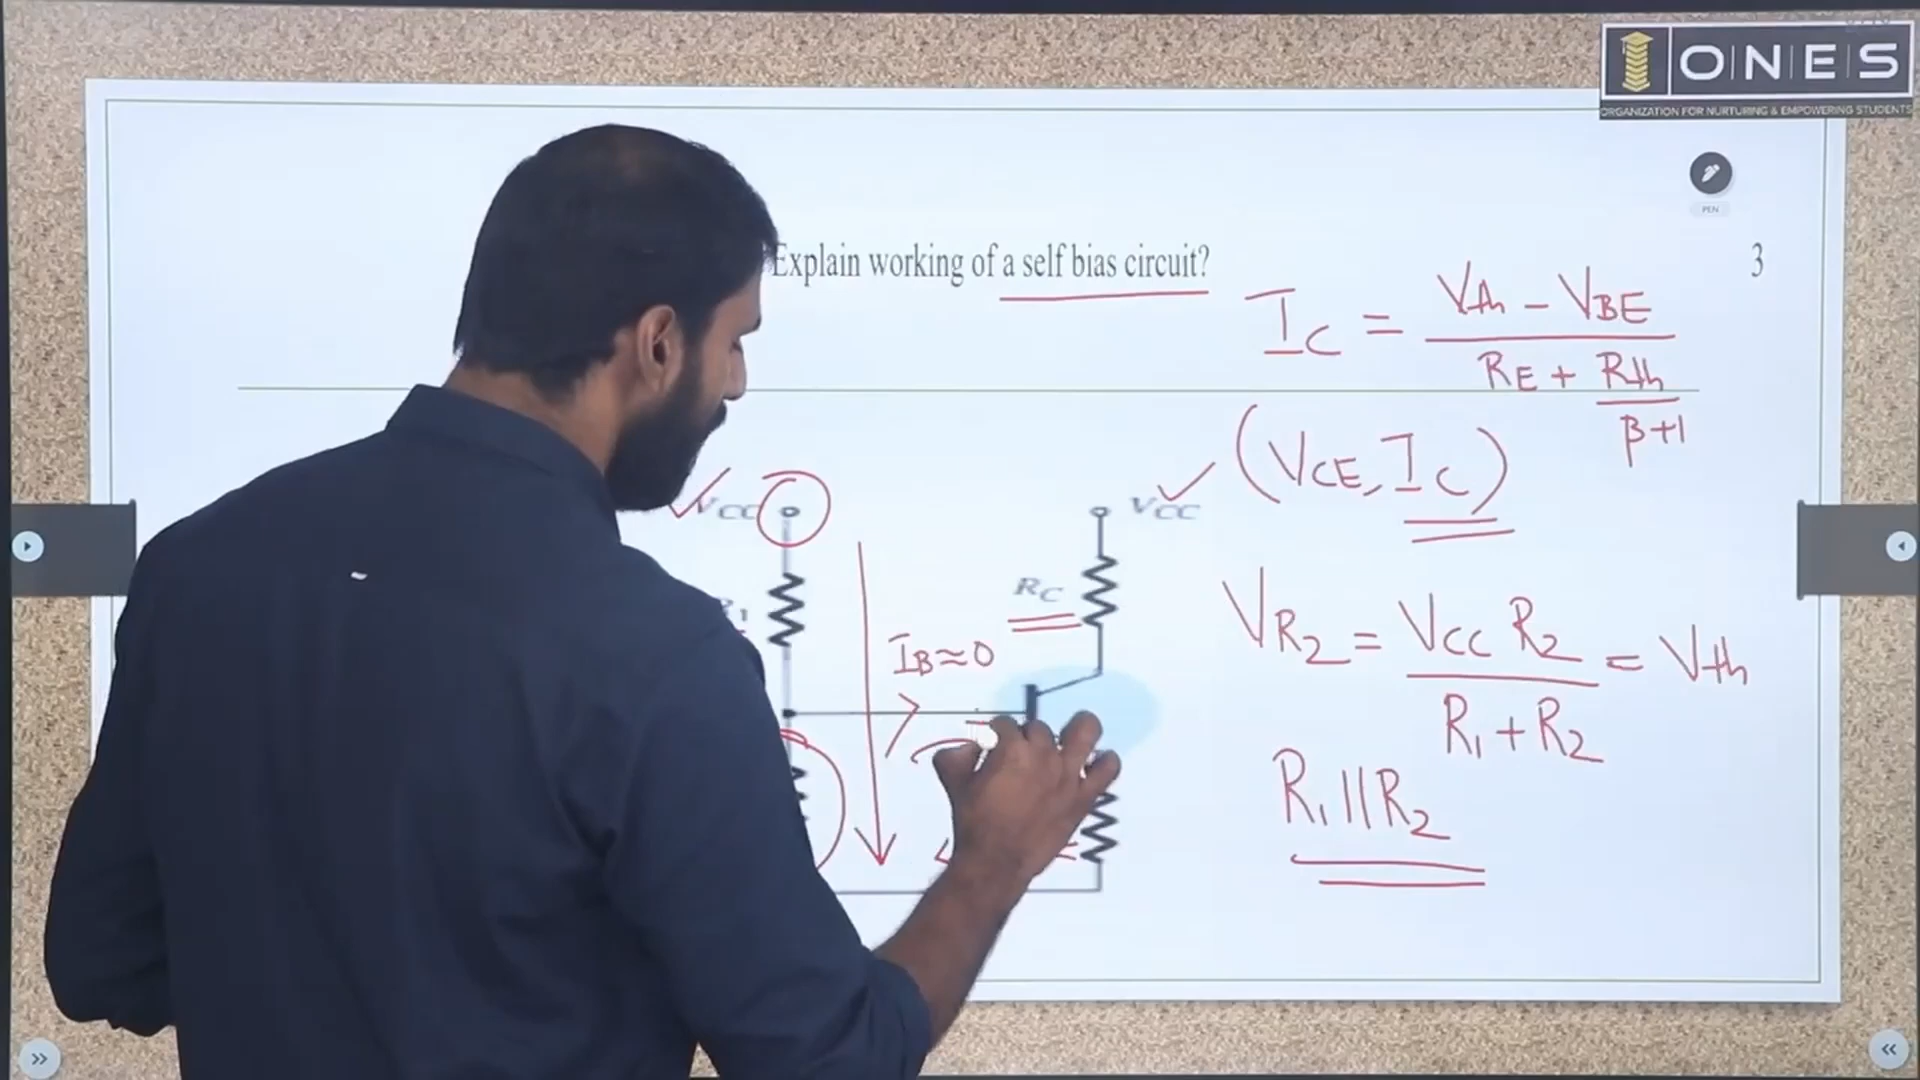 ONES
ORGANIZATION FOR NURTURING & EMPOWERING STUDENTS
PEN
Explain working of a self bias circuit?
3
IC = Vth - VBE
RE + Rth
β+1
(VCE, IC)
VCC
VCC
RC
IB≈0
VR2 = VCC R2 = Vth
R1 + R2
R1 || R2